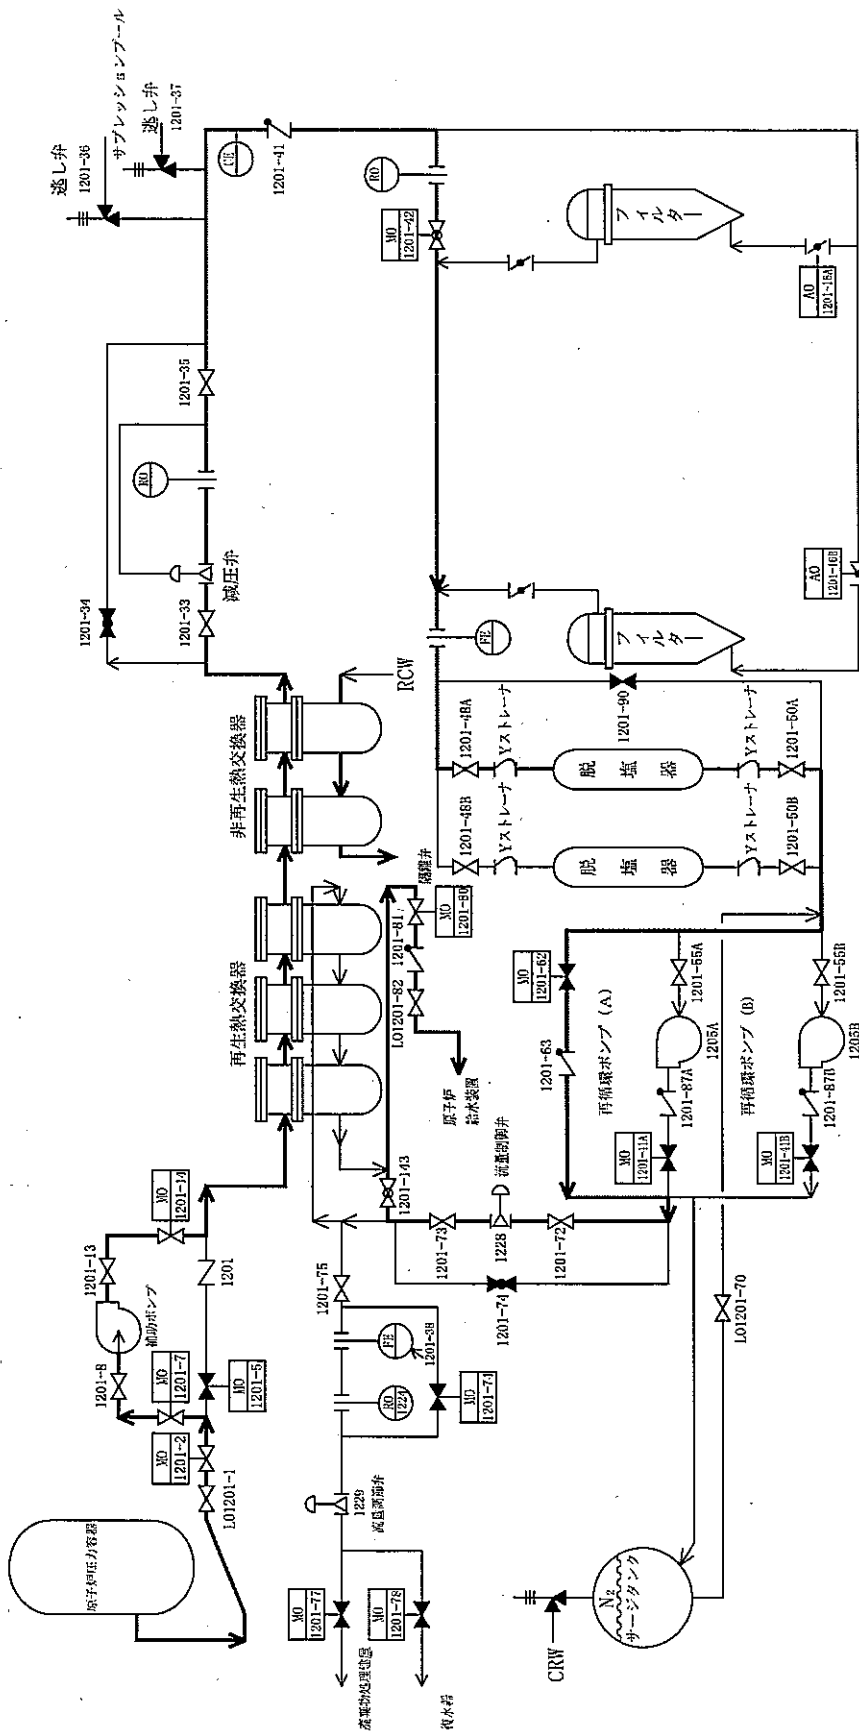 原子炉圧力容器
LO1201-1
MO
1201-2
MO
1201-7
MO
1201-5
1201-8
補助ポンプ
1201-13
MO
1201-14
1201
再生熱交換器
非再生熱交換器
RCW
1201-33
1201-34
減圧弁
RO
1201-35
逃し弁
1201-36
サプレッションプール
逃し弁
1201-37
CE
1201-41
RO
MO
1201-42
フィルター
AO
1201-16A
フィルター
AO
1201-16B
FE
1201-90
1201-48A
Yストレーナ
脱塩器
Yストレーナ
1201-50A
1201-48B
Yストレーナ
脱塩器
Yストレーナ
1201-50B
隔離弁
MO
1201-80
1201-81
LO1201-82
原子炉
給水装置
1201-143
流量制御弁
1228
1201-73
1201-72
1201-74
1201-75
FE
1201-38
RO
1224
MO
1201-74
1229
流量調節弁
MO
1201-77
MO
1201-78
廃棄物処理装置
復水器
MO
1201-62
1201-63
再循環ポンプ (A)
1201-55A
1205A
1201-87A
MO
1201-41A
再循環ポンプ (B)
1201-55B
1205B
1201-87B
MO
1201-41B
LO1201-70
N₂
サージタンク
CRW